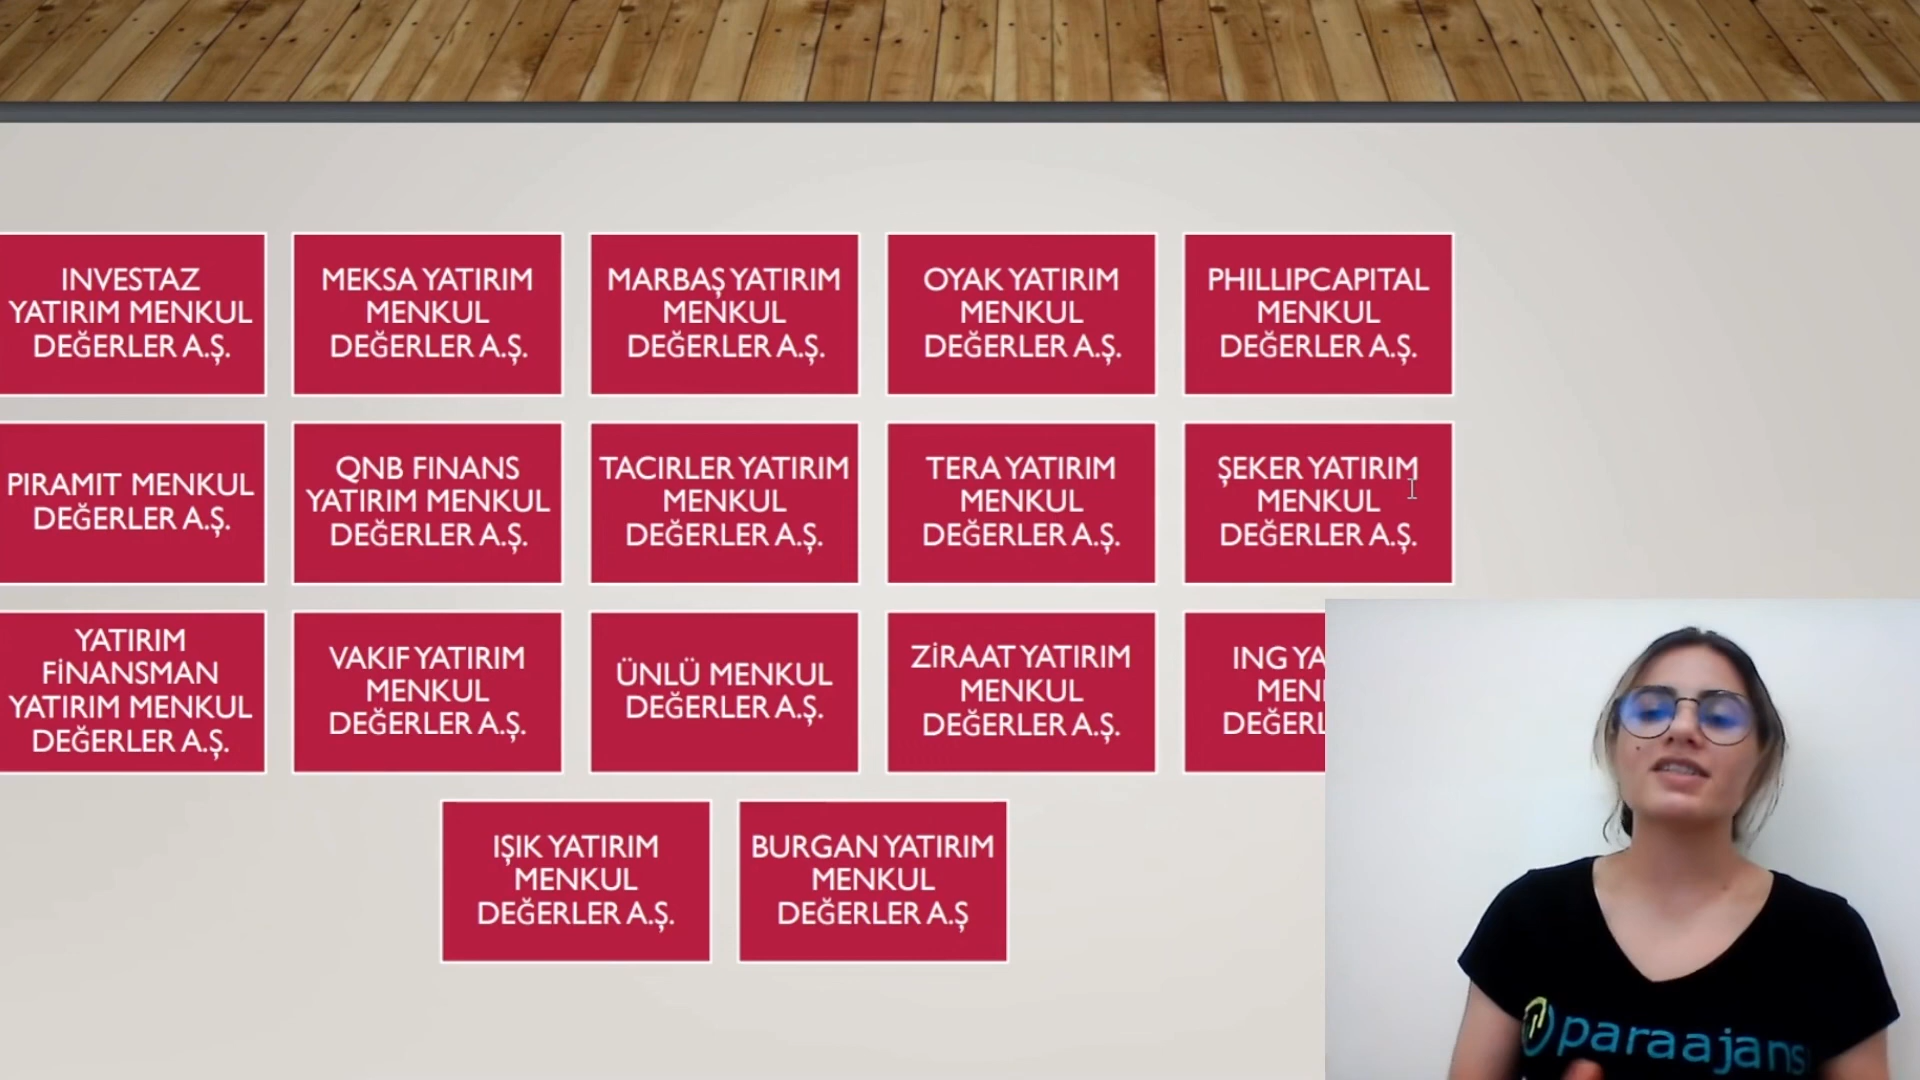 INVESTAZ
YATIRIM MENKUL
DEĞERLER A.Ş.
MEKSA YATIRIM
MENKUL
DEĞERLER A.Ş.
MARBAŞ YATIRIM
MENKUL
DEĞERLER A.Ş.
OYAK YATIRIM
MENKUL
DEĞERLER A.Ş.
PHILLIPCAPITAL
MENKUL
DEĞERLER A.Ş.
PIRAMIT MENKUL
DEĞERLER A.Ş.
QNB FINANS
YATIRIM MENKUL
DEĞERLER A.Ş.
TACIRLER YATIRIM
MENKUL
DEĞERLER A.Ş.
TERA YATIRIM
MENKUL
DEĞERLER A.Ş.
ŞEKER YATIRIM
MENKUL
DEĞERLER A.Ş.
YATIRIM
FİNANSMAN
YATIRIM MENKUL
DEĞERLER A.Ş.
VAKIF YATIRIM
MENKUL
DEĞERLER A.Ş.
ÜNLÜ MENKUL
DEĞERLER A.Ş.
ZİRAAT YATIRIM
MENKUL
DEĞERLER A.Ş.
ING
IŞIK YATIRIM
MENKUL
DEĞERLER A.Ş.
BURGAN YATIRIM
MENKUL
DEĞERLER A.Ş
paraajans